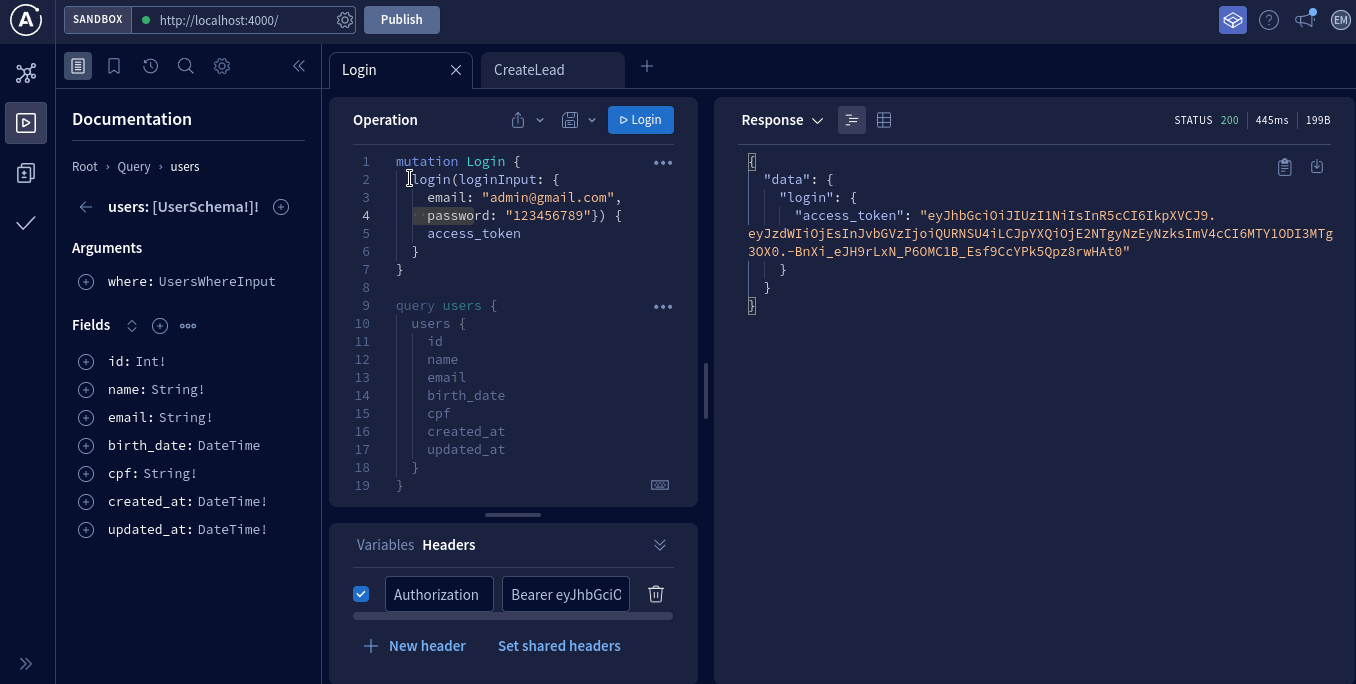 SANDBOX
http://localhost:4000/
Publish
EM
Documentation
Root › Query › users
users: [UserSchema!]!
Arguments
where: UsersWhereInput
Fields
id: Int!
name: String!
email: String!
birth_date: DateTime
cpf: String!
created_at: DateTime!
updated_at: DateTime!
Login
CreateLead
Operation
Login
1 mutation Login {
2 login(loginInput: {
3 email: "admin@gmail.com",
4 password: "123456789"}) {
5 access_token
6 }
7 }
8
9 query users {
10 users {
11 id
12 name
13 email
14 birth_date
15 cpf
16 created_at
17 updated_at
18 }
19 }
Variables Headers
Authorization Bearer eyJhbGciO
New header Set shared headers
Response
STATUS 200 445ms 199B
{
"data": {
"login": {
"access_token": "eyJhbGciOiJIUzI1NiIsInR5cCI6IkpXVCJ9.
eyJzdWIiOjEsInJvbGVzIjoiQURNSU4iLCJpYXQiOjE2NTgyNzEyNzksImV4cCI6MTY1ODI3MTg
3OX0.-BnXi_eJH9rLxN_P6OMC1B_Esf9CcYPk5Qpz8rwHAt0"
}
}
}